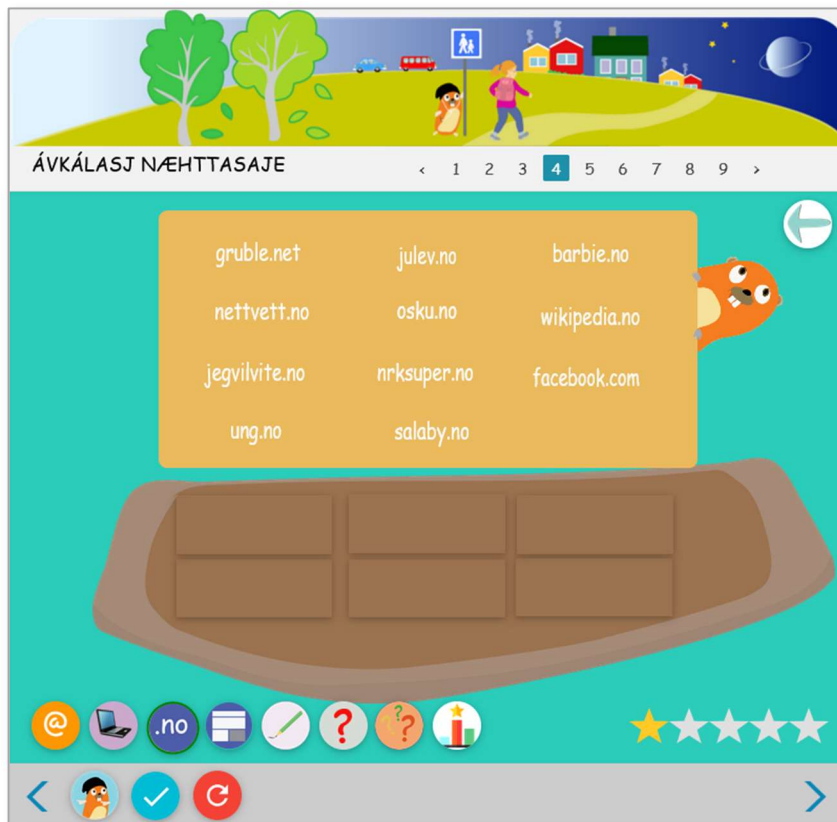 ÁVKÁLASJ NÆHTTASAJE
‹ 1 2 3 4 5 6 7 8 9 ›
gruble.net julev.no barbie.no
nettvett.no osku.no wikipedia.no
jegvilvite.no nrksuper.no facebook.com
ung.no salaby.no
@ .no ? ? ? ?